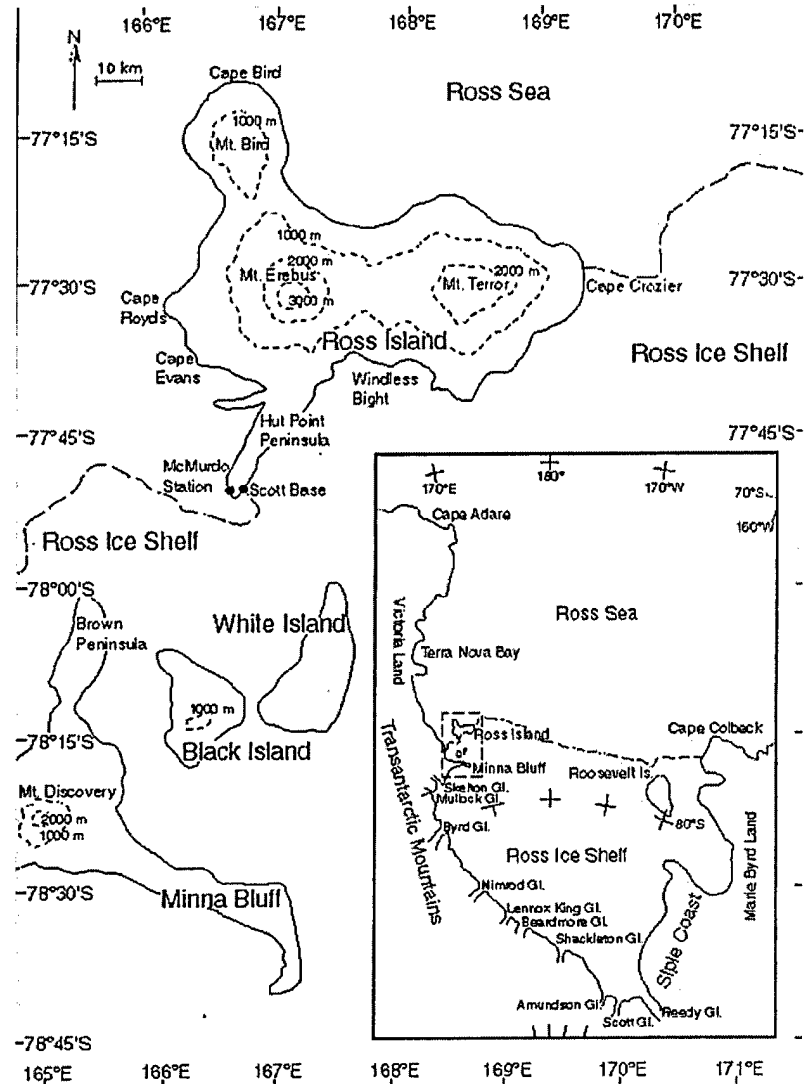 166°E 167°E 168°E 169°E 170°E
N
10 km
Cape Bird
Ross Sea
1000 m
Mt. Bird
77°15'S
77°15'S
1000 m
2000 m
Mt. Erebus
3000 m
2000 m
Mt. Terror
77°30'S
77°30'S
Cape Crozier
Cape
Royds
Ross Island
Ross Ice Shelf
Cape
Evans
Windless
Bight
Hut Point
Peninsula
77°45'S
77°45'S
McMurdo
Station
Scott Base
Ross Ice Shelf
78°00'S
Brown
Peninsula
White Island
1000 m
Black Island
78°15'S
Mt. Discovery
2000 m
1000 m
78°30'S
Minna Bluff
78°45'S
165°E 166°E 167°E 168°E 169°E 170°E
170°E
180°
170°W
70°S
160°W
Cape Adare
Victoria Land
Ross Sea
Terra Nova Bay
Ross Island
Cape Colbeck
Minna Bluff
Roosevelt Is.
Skelton Gl.
Mullock Gl.
80°S
Byrd Gl.
Transantarctic Mountains
Ross Ice Shelf
Marie Byrd Land
Nimrod Gl.
Lennox King Gl.
Beardmore Gl.
Shackleton Gl.
Siple Coast
Amundson Gl.
Scott Gl.
Reedy Gl.